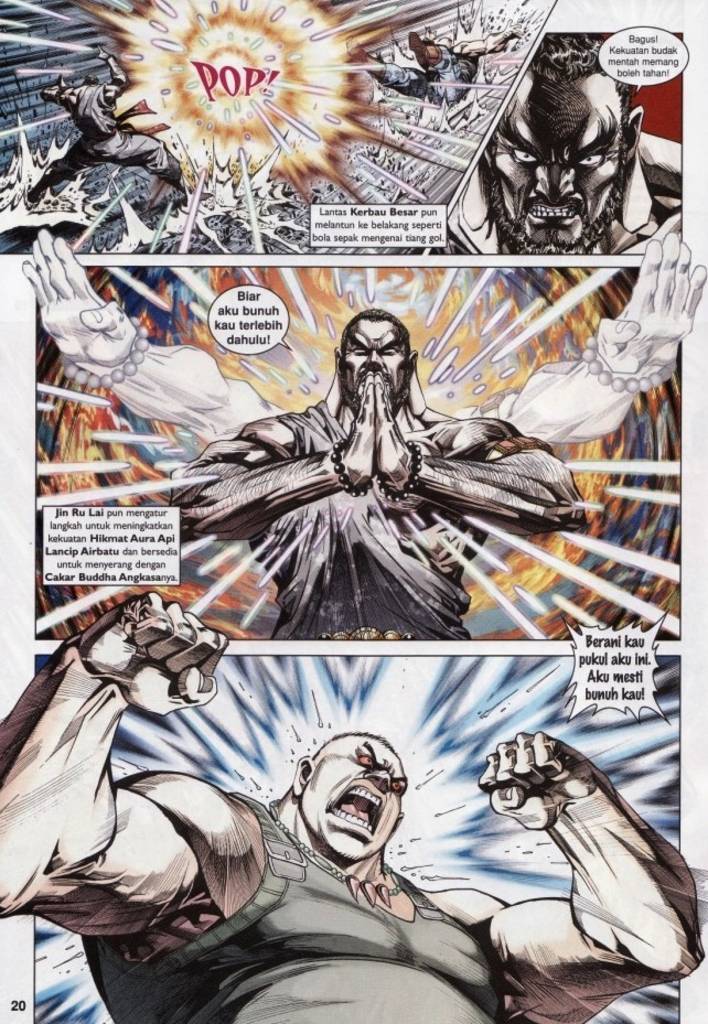 POP!
Bagus!
Kekuatan budak
mentah memang
boleh tahan!
Lantas Kerbau Besar pun
melantun ke belakang seperti
bola sepak mengenai tiang gol.
Biar
aku bunuh
kau terlebih
dahulu!
Jin Ru Lai pun mengatur
langkah untuk meningkatkan
kekuatan Hikmat Aura Api
Lancip Airbatu dan bersedia
untuk menyerang dengan
Cakar Buddha Angkasanya.
Berani kau
pukul aku ini.
Aku mesti
bunuh kau!
20